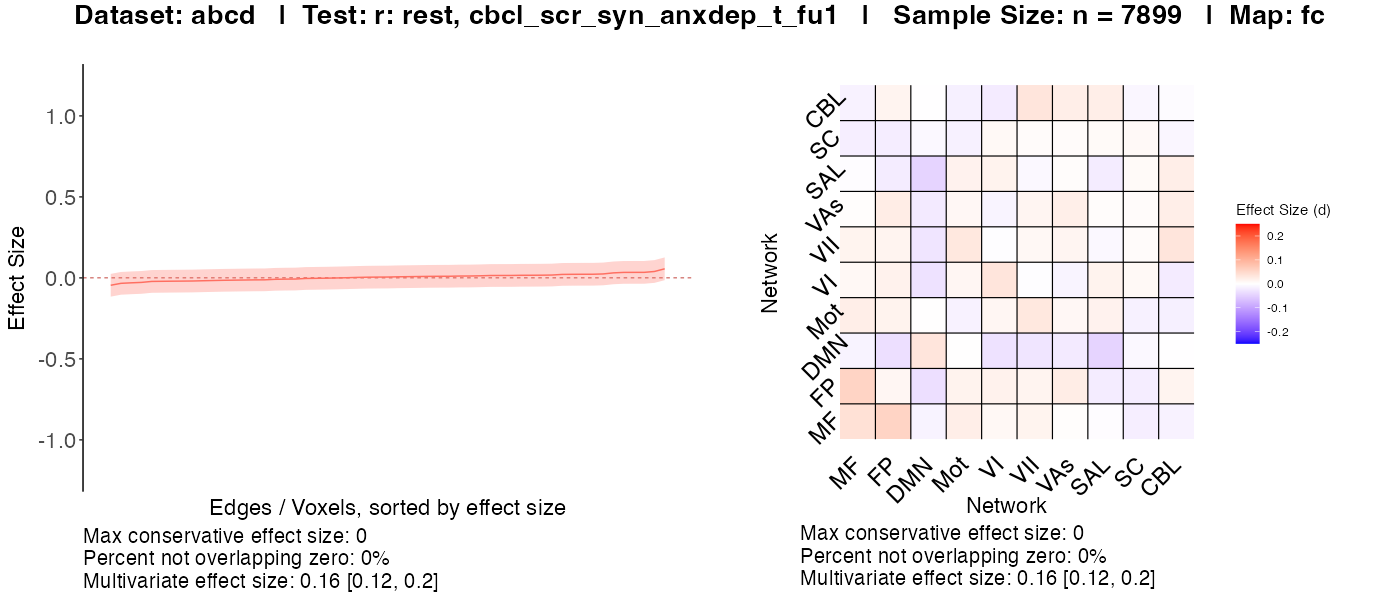 Dataset: abcd | Test: r: rest, cbcl_scr_syn_anxdep_t_fu1 | Sample Size: n = 7899 | Map: fc
Effect Size
1.0
0.5
0.0
-0.5
-1.0
Edges / Voxels, sorted by effect size
Max conservative effect size: 0
Percent not overlapping zero: 0%
Multivariate effect size: 0.16 [0.12, 0.2]
Network
CBL
SC
SAL
VAs
VII
VI
Mot
DMN
FP
MF
MF FP DMN Mot VI VII VAs SAL SC CBL
Network
Max conservative effect size: 0
Percent not overlapping zero: 0%
Multivariate effect size: 0.16 [0.12, 0.2]
Effect Size (d)
0.2
0.1
0.0
-0.1
-0.2